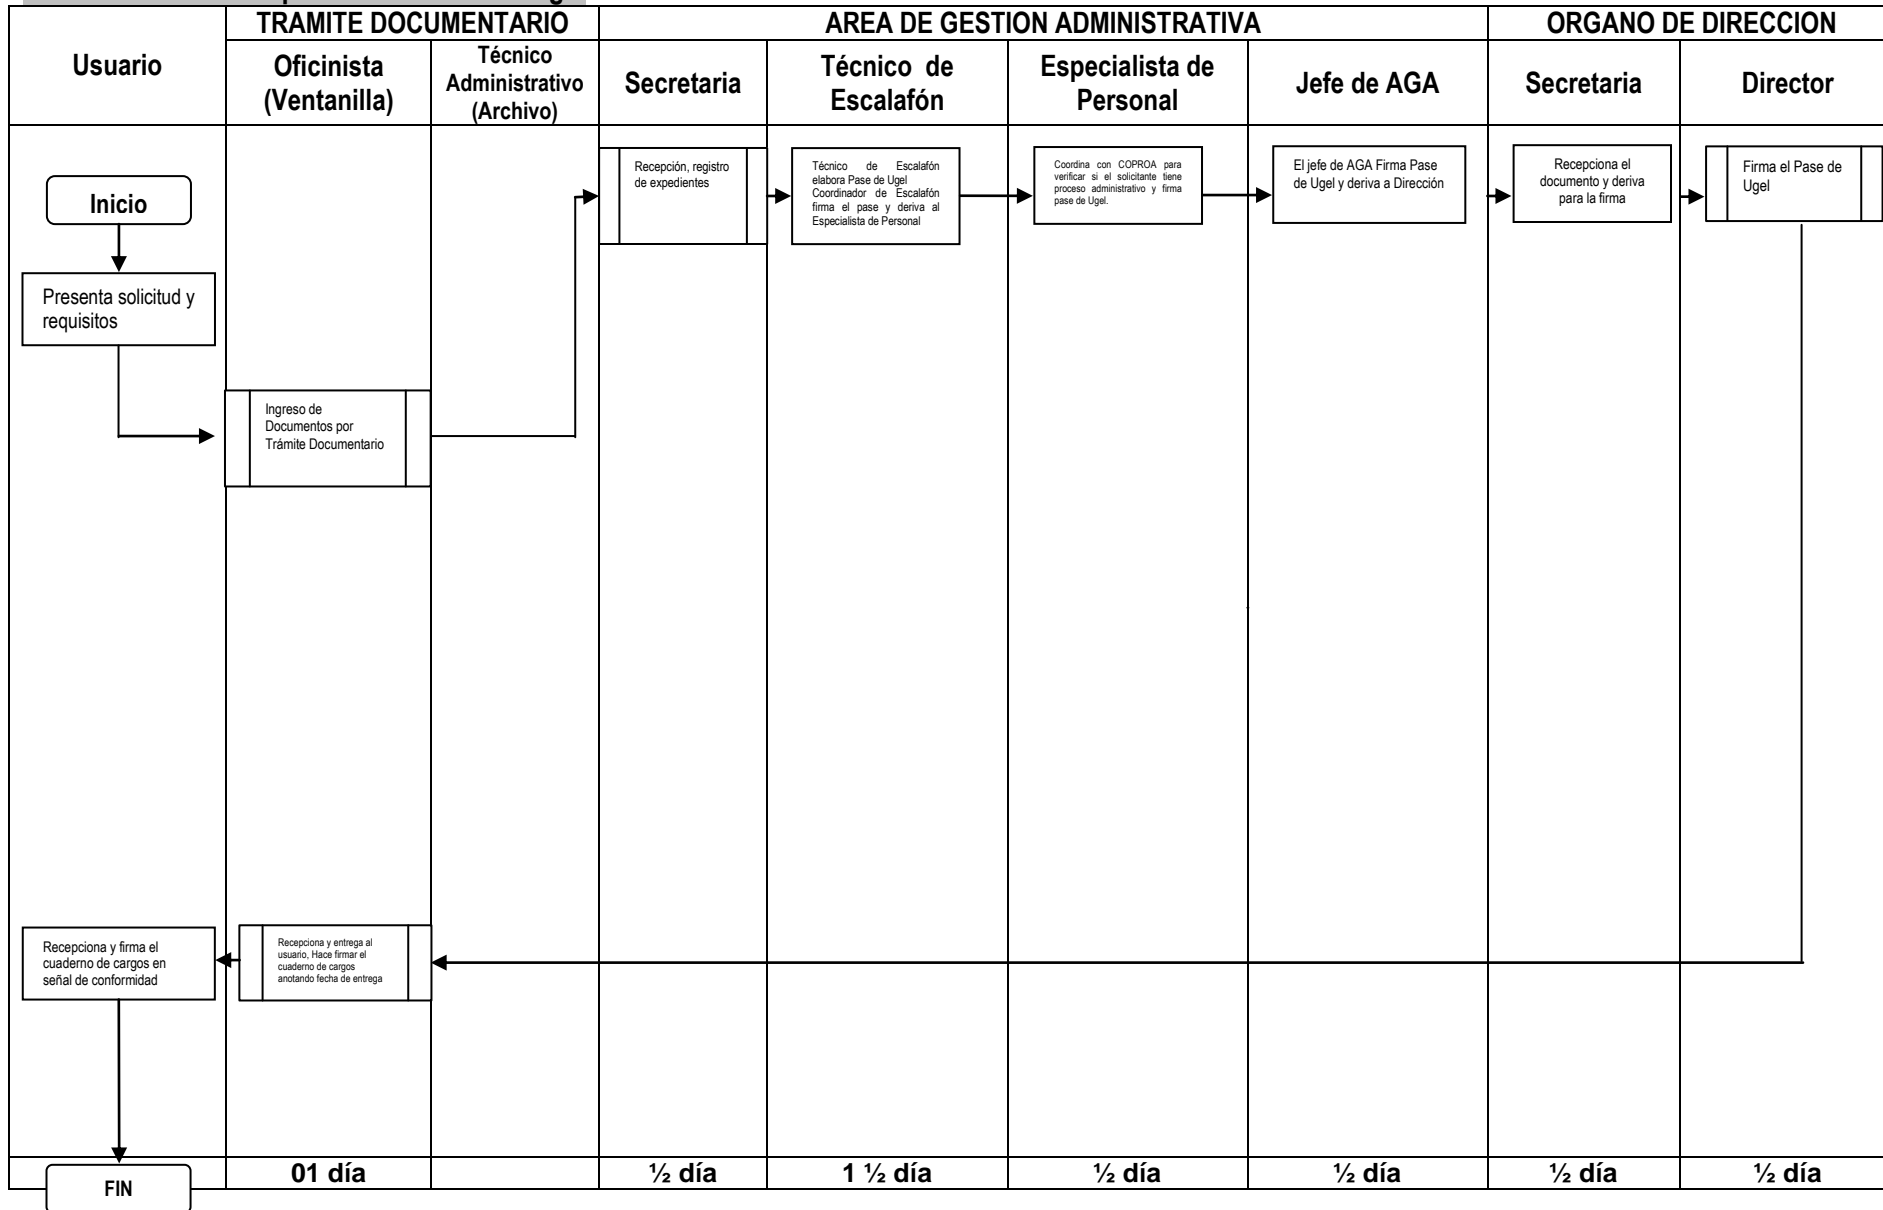 TRAMITE DOCUMENTARIO
AREA DE GESTION ADMINISTRATIVA
ORGANO DE DIRECCION
Usuario
Oficinista
(Ventanilla)
Técnico
Administrativo
(Archivo)
Secretaria
Técnico de
Escalafón
Especialista de
Personal
Jefe de AGA
Secretaria
Director
Inicio
Presenta solicitud y
requisitos
Ingreso de
Documentos por
Trámite Documentario
Recepción, registro
de expedientes
Técnico de Escalafón
elabora Pase de Ugel
Coordinador de Escalafón
firma el pase y deriva al
Especialista de Personal
Coordina con COPROA para
verificar si el solicitante tiene
proceso administrativo y firma
pase de Ugel.
El jefe de AGA Firma Pase
de Ugel y deriva a Dirección
Recepciona el
documento y deriva
para la firma
Firma el Pase de
Ugel
Recepciona y entrega al
usuario, Hace firmar el
cuaderno de cargos
anotando fecha de entrega
Recepciona y firma el
cuaderno de cargos en
señal de conformidad
FIN
01 día
½ día
1 ½ día
½ día
½ día
½ día
½ día